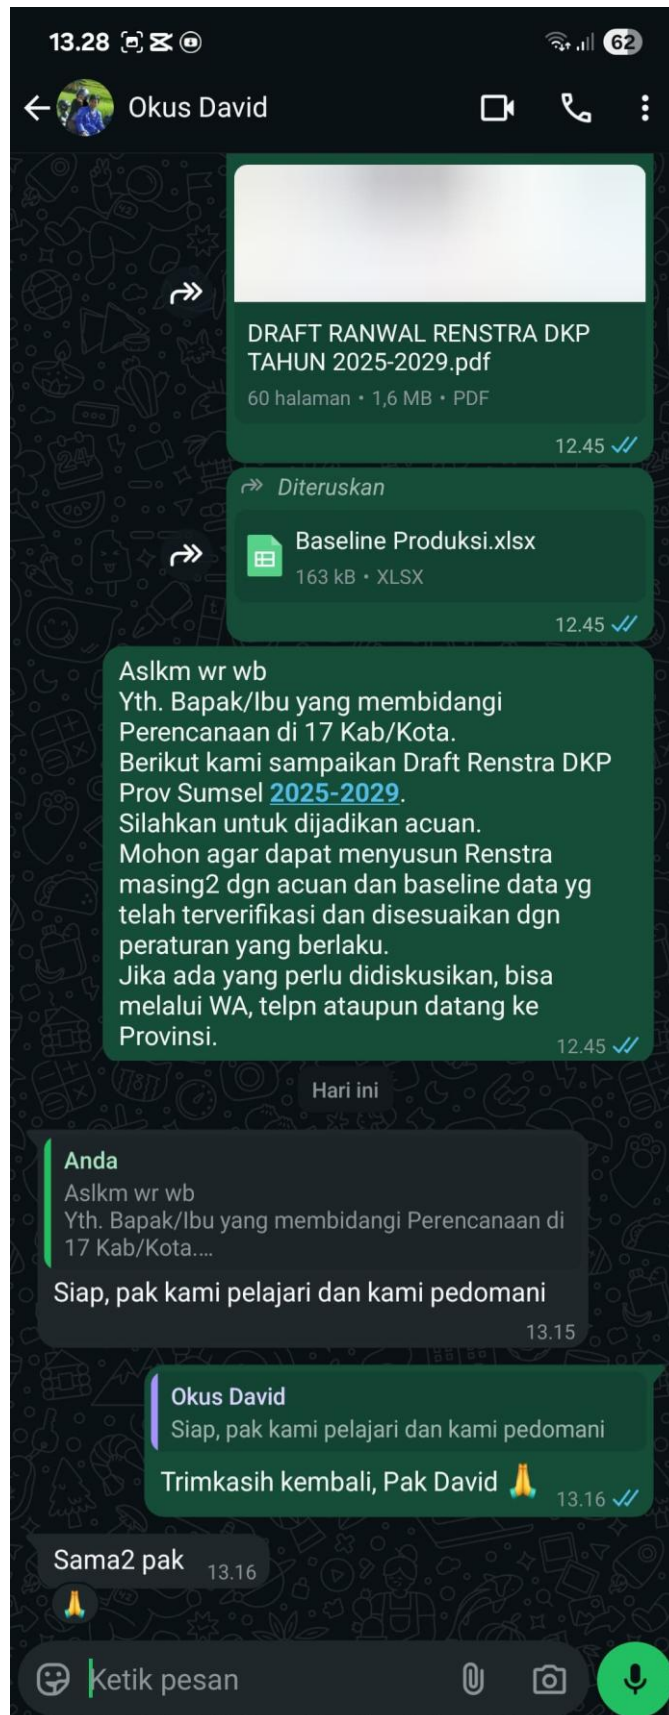 13.28
62
Okus David
DRAFT RANWAL RENSTRA DKP
TAHUN 2025-2029.pdf
60 halaman • 1,6 MB • PDF
12.45
Diteruskan
Baseline Produksi.xlsx
163 kB • XLSX
12.45
Aslkm wr wb
Yth. Bapak/Ibu yang membidangi
Perencanaan di 17 Kab/Kota.
Berikut kami sampaikan Draft Renstra DKP
Prov Sumsel 2025-2029.
Silahkan untuk dijadikan acuan.
Mohon agar dapat menyusun Renstra
masing2 dgn acuan dan baseline data yg
telah terverifikasi dan disesuaikan dgn
peraturan yang berlaku.
Jika ada yang perlu didiskusikan, bisa
melalui WA, telpn ataupun datang ke
Provinsi.
12.45
Hari ini
Anda
Aslkm wr wb
Yth. Bapak/Ibu yang membidangi Perencanaan di
17 Kab/Kota....
Siap, pak kami pelajari dan kami pedomani
13.15
Okus David
Siap, pak kami pelajari dan kami pedomani
Trimkasih kembali, Pak David 🙏
13.16
Sama2 pak
13.16
🙏
Ketik pesan